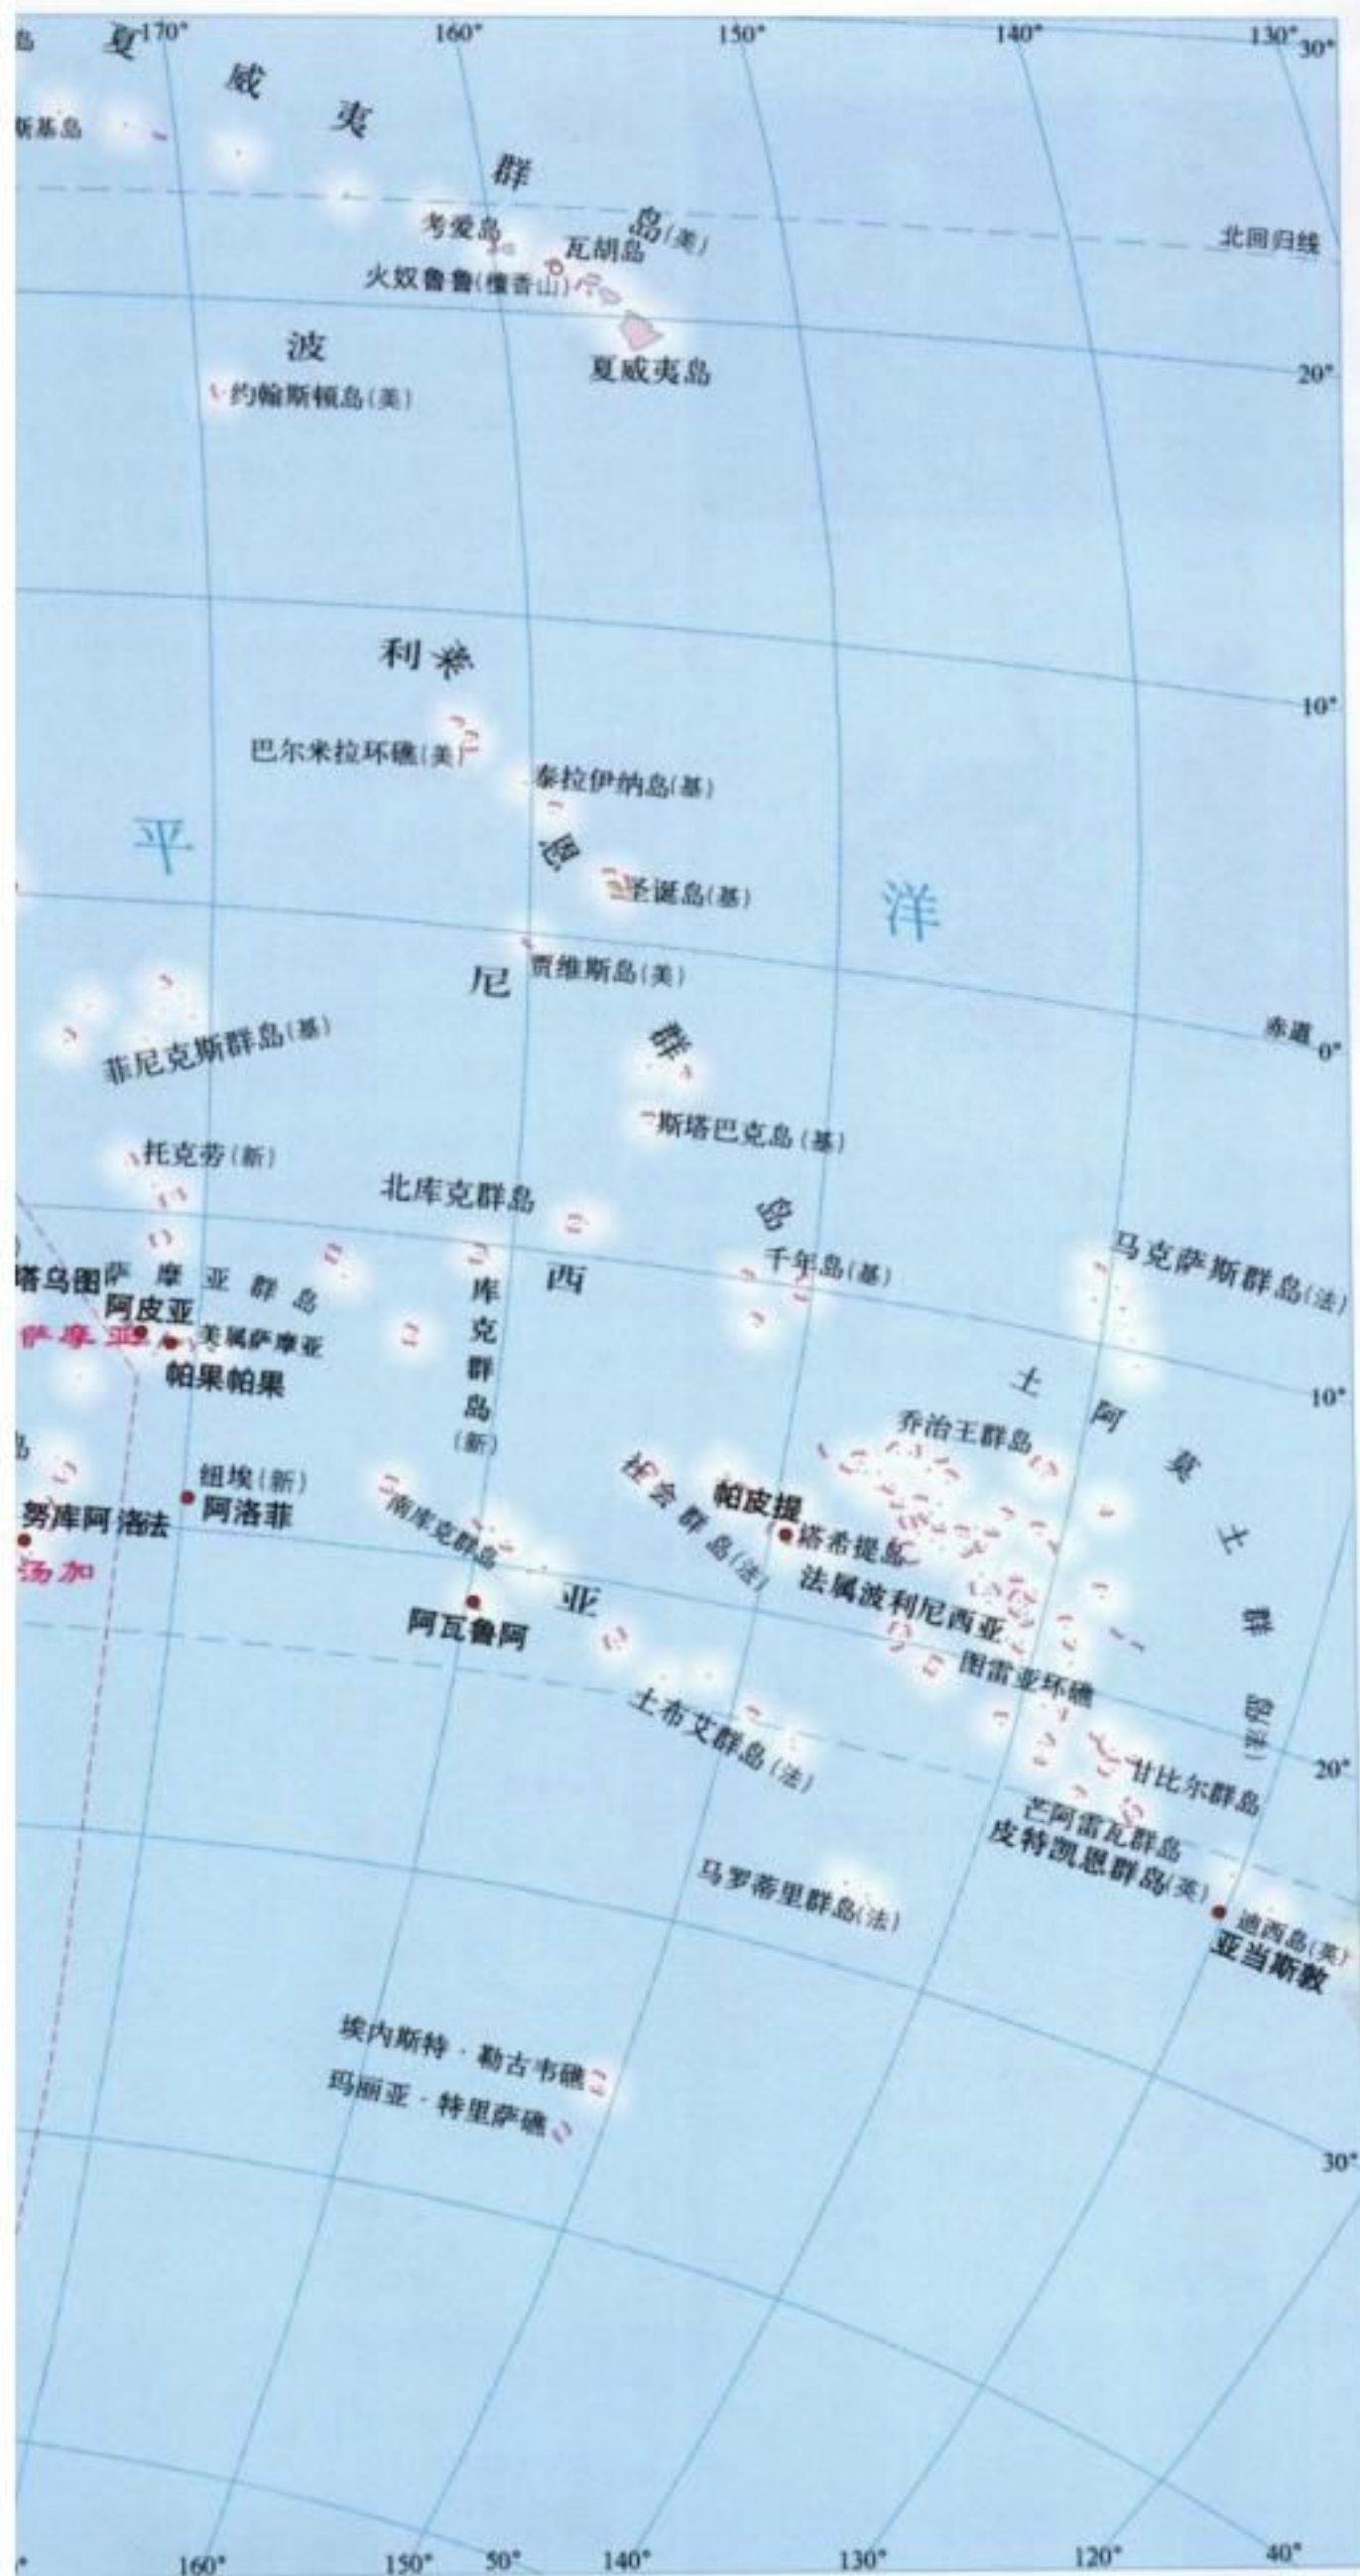 170°
160°
150°
140°
130°
30°
岛
夏威夷群岛(美)
斯基岛
考爱岛
瓦胡岛
北回归线
火奴鲁鲁(檀香山)
夏威夷岛
20°
波利尼西亚
约翰斯顿岛(美)
10°
莱恩群岛
巴尔米拉环礁(美)
泰拉伊纳岛(基)
平
洋
圣诞岛(基)
贾维斯岛(美)
赤道
0°
菲尼克斯群岛(基)
斯塔巴克岛(基)
托克劳(新)
北库克群岛
千年岛(基)
马克萨斯群岛(法)
塔乌图
萨摩亚群岛
阿皮亚
萨摩亚
美属萨摩亚
帕果帕果
库克群岛(新)
10°
土阿莫土群岛(法)
乔治王群岛
岛
纽埃(新)
阿洛菲
南库克群岛
社会群岛(法)
帕皮提
塔希提岛
努库阿洛法
汤加
法属波利尼西亚
阿瓦鲁阿
图雷亚环礁
土布艾群岛(法)
20°
甘比尔群岛
芒阿雷瓦群岛
皮特凯恩群岛(英)
马罗蒂里群岛(法)
迪西岛(英)
亚当斯敦
埃内斯特·勒古韦礁
玛丽亚·特里萨礁
30°
160°
150°
50°
140°
130°
120°
40°